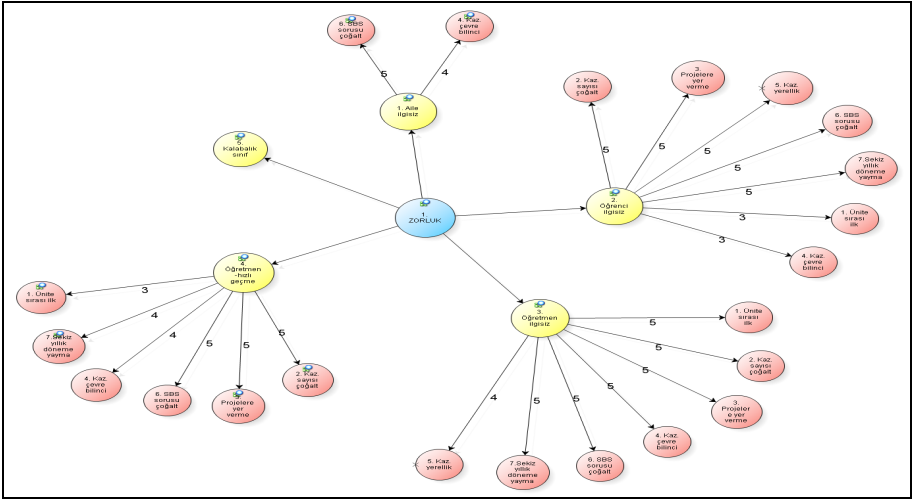 6. SBS
sorusu
çoğalt
4. Kaz.
çevre
bilinci
5
4
1. Aile
ilgisiz
5.
Kalabalık
sınıf
1.
ZORLUK
2. Kaz.
sayısı
çoğalt
3.
Projelere
yer
verme
5. Kaz.
yerellik
6. SBS
sorusu
çoğalt
7.Sekiz
yıllık
döneme
yayma
1. Ünite
sırası ilk
4. Kaz.
çevre
bilinci
5
5
5
5
5
3
3
2.
Öğrenci
ilgisiz
4.
Öğretmen
-hızlı
geçme
3
4
4
5
5
5
1. Ünite
sırası ilk
7.Sekiz
yıllık
döneme
yayma
4. Kaz.
çevre
bilinci
6. SBS
sorusu
çoğalt
Projelere
yer
verme
2. Kaz.
sayısı
çoğalt
3.
Öğretmen
ilgisiz
5
5
5
5
5
5
4
1. Ünite
sırası ilk
2. Kaz.
sayısı
çoğalt
3.
Projeler
e yer
verme
4. Kaz.
çevre
bilinci
6. SBS
sorusu
çoğalt
7.Sekiz
yıllık
döneme
yayma
5. Kaz.
yerellik